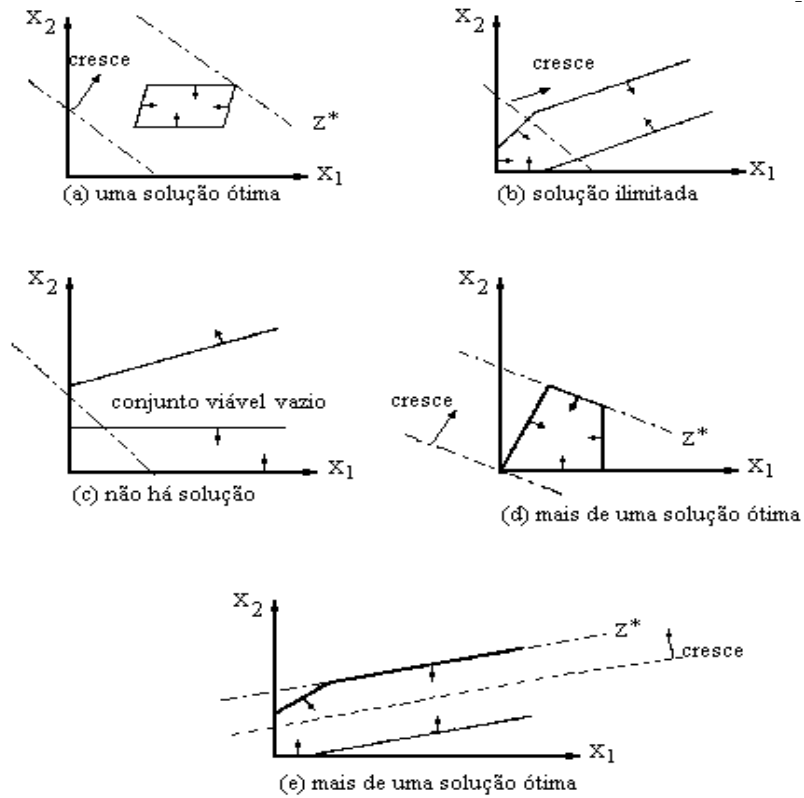 X2
cresce
Z*
X1
(a) uma solução ótima
X2
cresce
X1
(b) solução ilimitada
X2
conjunto viável vazio
X1
(c) não há solução
X2
cresce
Z*
X1
(d) mais de uma solução ótima
X2
Z*
cresce
X1
(e) mais de uma solução ótima